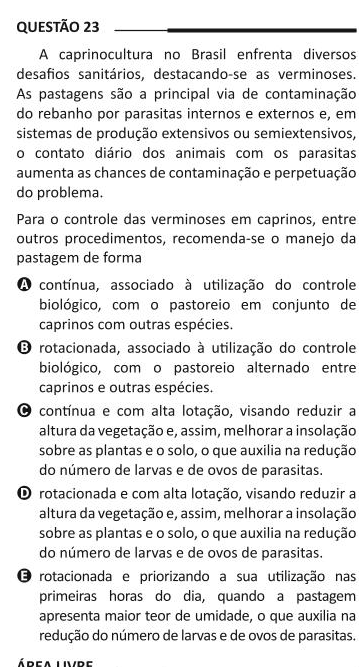 QUESTÃO 23
A caprinocultura no Brasil enfrenta diversos
desafios sanitários, destacando-se as verminoses.
As pastagens são a principal via de contaminação
do rebanho por parasitas internos e externos e, em
sistemas de produção extensivos ou semiextensivos,
o contato diário dos animais com os parasitas
aumenta as chances de contaminação e perpetuação
do problema.
Para o controle das verminoses em caprinos, entre
outros procedimentos, recomenda-se o manejo da
pastagem de forma
A contínua, associado à utilização do controle
biológico, com o pastoreio em conjunto de
caprinos com outras espécies.
B rotacionada, associado à utilização do controle
biológico, com o pastoreio alternado entre
caprinos e outras espécies.
C contínua e com alta lotação, visando reduzir a
altura da vegetação e, assim, melhorar a insolação
sobre as plantas e o solo, o que auxilia na redução
do número de larvas e de ovos de parasitas.
D rotacionada e com alta lotação, visando reduzir a
altura da vegetação e, assim, melhorar a insolação
sobre as plantas e o solo, o que auxilia na redução
do número de larvas e de ovos de parasitas.
E rotacionada e priorizando a sua utilização nas
primeiras horas do dia, quando a pastagem
apresenta maior teor de umidade, o que auxilia na
redução do número de larvas e de ovos de parasitas.
ÁREA LIVRE